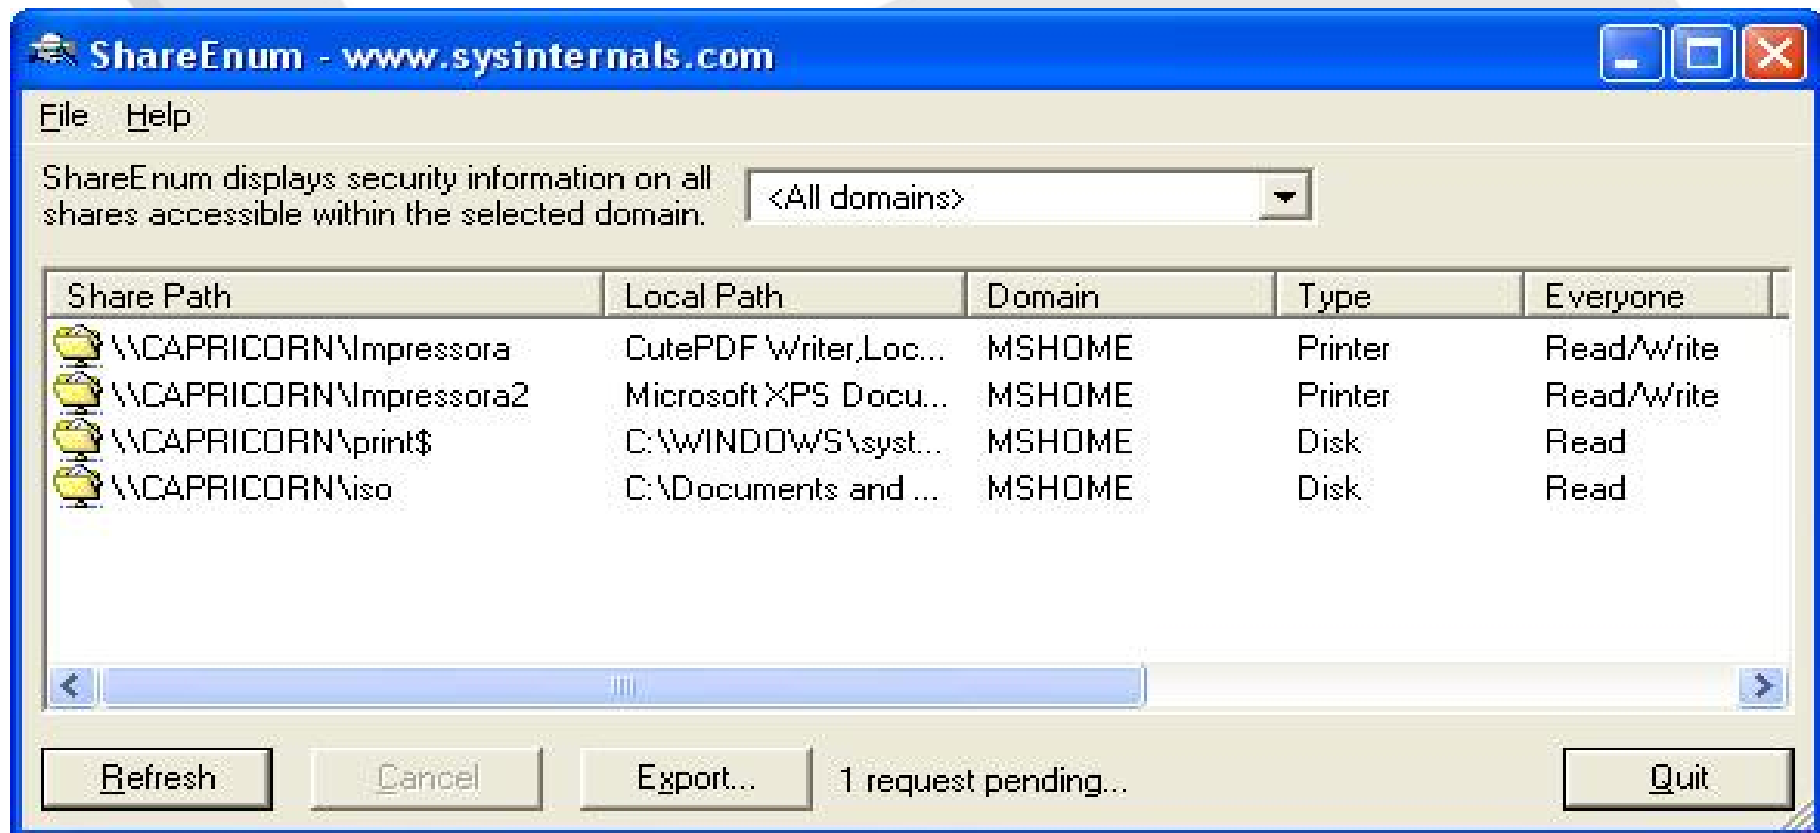 ShareEnum - www.sysinternals.com
File Help
ShareEnum displays security information on all
shares accessible within the selected domain.
<All domains>
Share Path Local Path Domain Type Everyone
\\CAPRICORN\Impressora CutePDF Writer,Loc... MSHOME Printer Read/Write
\\CAPRICORN\Impressora2 Microsoft XPS Docu... MSHOME Printer Read/Write
\\CAPRICORN\print$ C:\WINDOWS\syst... MSHOME Disk Read
\\CAPRICORN\iso C:\Documents and ... MSHOME Disk Read
Refresh Cancel Export... 1 request pending... Quit